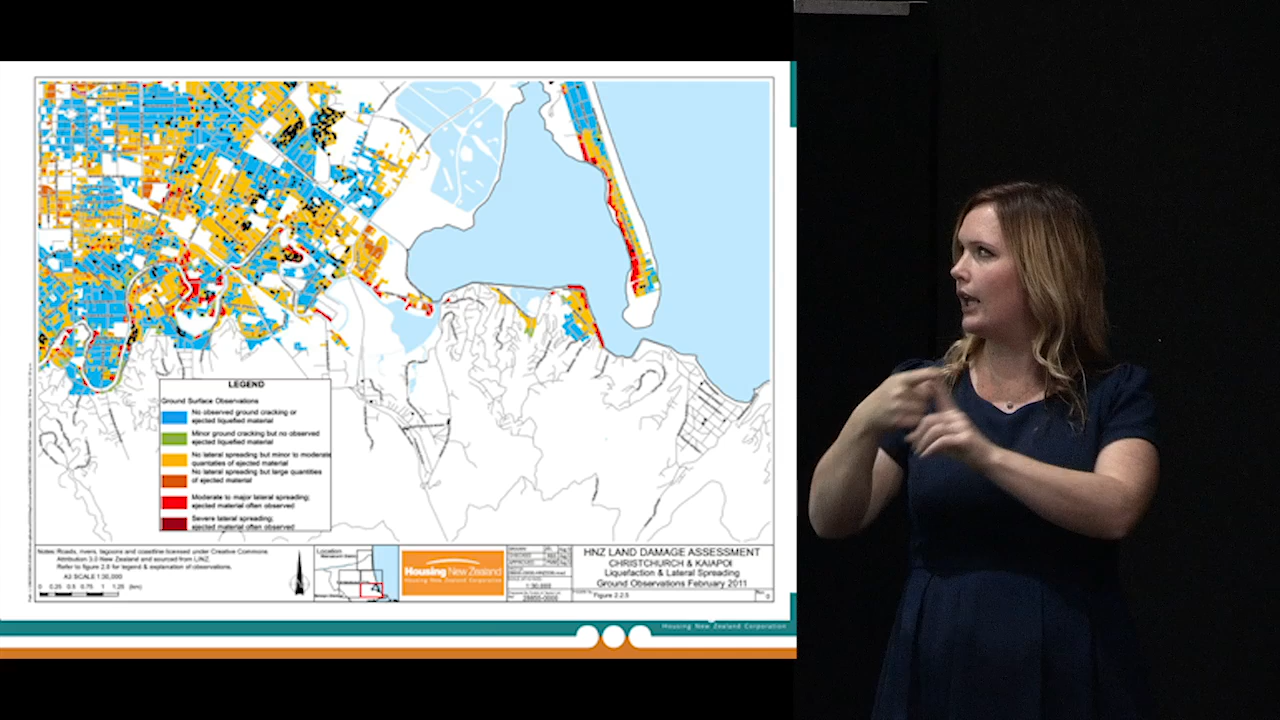 LEGEND
Ground Surface Observations
No observed ground cracking or
ejected liquefied material
Minor ground cracking but no observed
ejected liquefied material
No lateral spreading but minor to moderate
quantaties of ejected material
No lateral spreading but large quantities
of ejected material
Moderate to major lateral spreading;
ejected material often observed
Severe lateral spreading;
ejected material often observed
Notes: Roads, rivers, lagoons and coastline licensed under Creative Commons
Attribution 3.0 New Zealand and sourced from LINZ.
Refer to figure 2.8 for legend & explanation of observations.
A3 SCALE 1:30,000
0 0.25 0.5 0.75 1 1.25 (km)
Location
Housing New Zealand
Housing New Zealand Corporation
1:30,000
HNZ LAND DAMAGE ASSESSMENT
CHRISTCHURCH & KAIAPOI
Liquefaction & Lateral Spreading
Ground Observations February 2011
Figure 2.2.5
Housing New Zealand Corporation